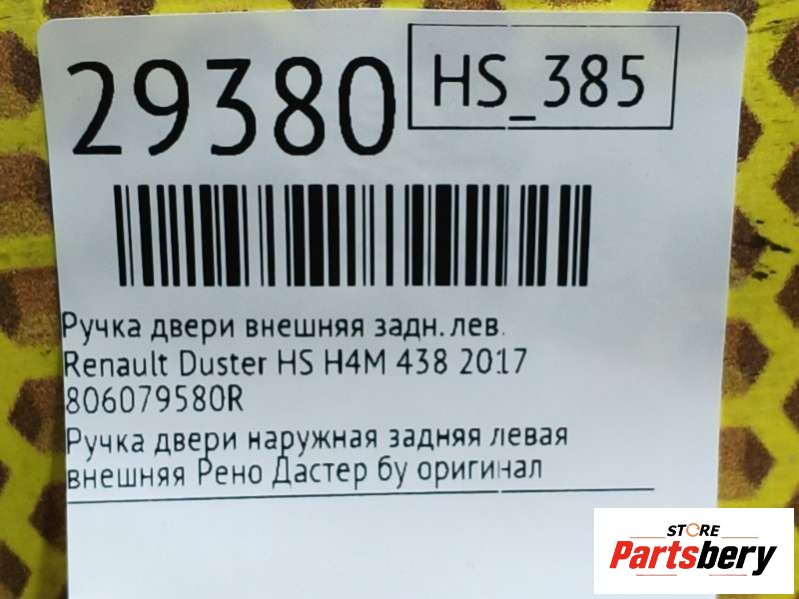 29380
HS_385
Ручка двери внешняя задн. лев.
Renault Duster HS H4M 438 2017
806079580R
Ручка двери наружная задняя левая
внешняя Рено Дастер бу оригинал
STORE
Partsbery